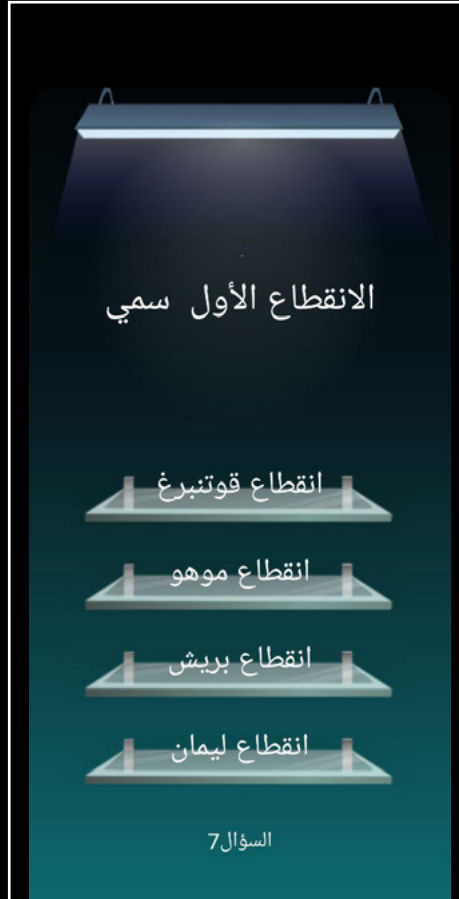 الانقطاع الأول سمي
انقطاع قوتنبرغ
انقطاع موهو
انقطاع بريش
انقطاع ليمان
السؤال7